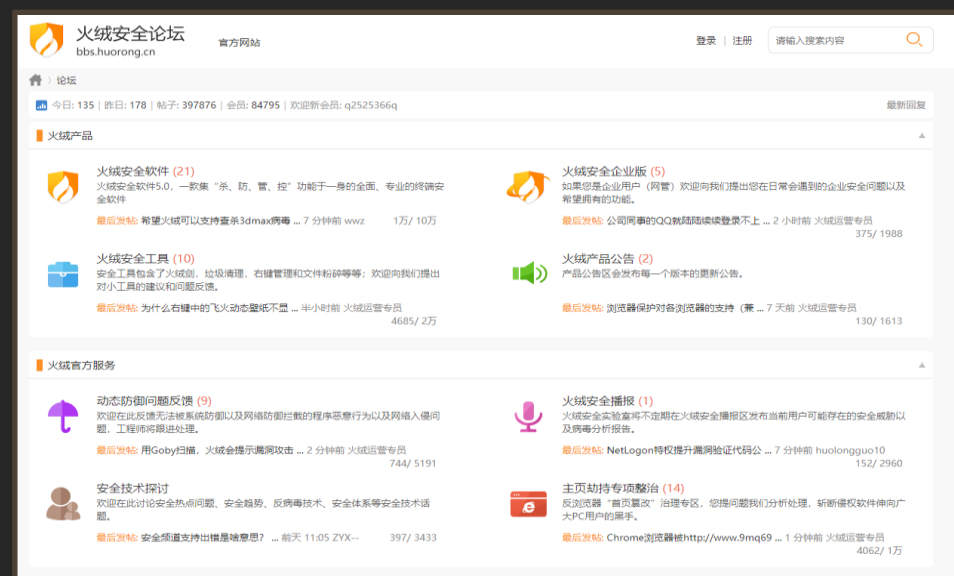 火绒安全论坛
bbs.huorong.cn
官方网站
登录 | 注册
请输入搜索内容
论坛
今日: 135 | 昨日: 178 | 帖子: 397876 | 会员: 84795 | 欢迎新会员: q2525366q
最新回复
火绒产品
火绒安全软件 (21)
火绒安全软件5.0，一款集“杀、防、管、控”功能于一身的全面、专业的终端安
全软件
最后发帖: 希望火绒可以支持查杀3dmax病毒 ... 7 分钟前 wwz
1万/ 10万
火绒安全企业版 (5)
如果您是企业用户（网管）欢迎向我们提出您在日常会遇到的企业安全问题以及
希望拥有的功能。
最后发帖: 公司同事的QQ就陆陆续续登录不上 ... 2 小时前 火绒运营专员
375/ 1988
火绒安全工具 (10)
安全工具包含了火绒剑，垃圾清理，右键管理和文件粉碎等等；欢迎向我们提出
对小工具的建议和问题反馈。
最后发帖: 为什么右键中的飞火动态壁纸不显 ... 半小时前 火绒运营专员
4685/ 2万
火绒产品公告 (2)
产品公告区会发布每一个版本的更新公告。
最后发帖: 浏览器保护对各浏览器的支持（兼 ... 7 天前 火绒运营专员
130/ 1613
火绒官方服务
动态防御问题反馈 (9)
欢迎在此反馈无法被系统防御以及网络防御拦截的程序恶意行为以及网络入侵问
题，工程师将跟进处理。
最后发帖: 用Goby扫描，火绒会提示漏洞攻击 ... 2 分钟前 火绒运营专员
744/ 5191
火绒安全播报 (1)
火绒安全实验室将不定期在火绒安全播报区发布当前用户可能存在的安全威胁以
及病毒分析报告。
最后发帖: NetLogon特权提升漏洞验证代码公 ... 7 分钟前 huolongguo10
152/ 2960
安全技术探讨
欢迎在此讨论安全热点问题、安全趋势、反病毒技术、安全体系等安全技术话
题。
最后发帖: 安全频道支持出错是啥意思？ ... 前天 11:05 ZYX--
397/ 3433
主页劫持专项整治 (14)
反浏览器“首页篡改”治理专区，您提问题我们分析处理，斩断侵权软件伸向广
大PC用户的黑手。
最后发帖: Chrome浏览器被http://www.9mq69 ... 1 分钟前 火绒运营专员
4062/ 1万